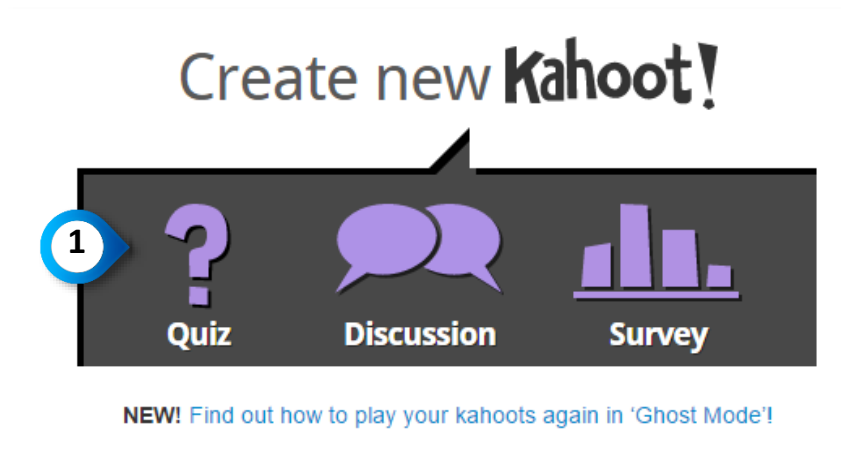 Create new Kahoot!
1
Quiz Discussion Survey
NEW! Find out how to play your kahoots again in ‘Ghost Mode’!